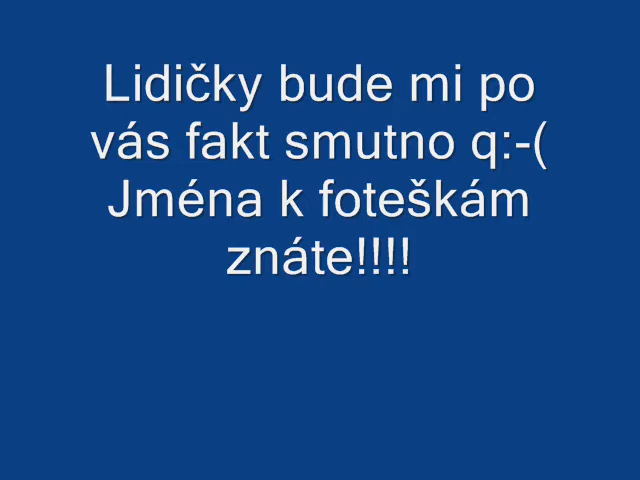 Lidičky bude mi po
vás fakt smutno q:-(
Jména k foteškám
znáte!!!!